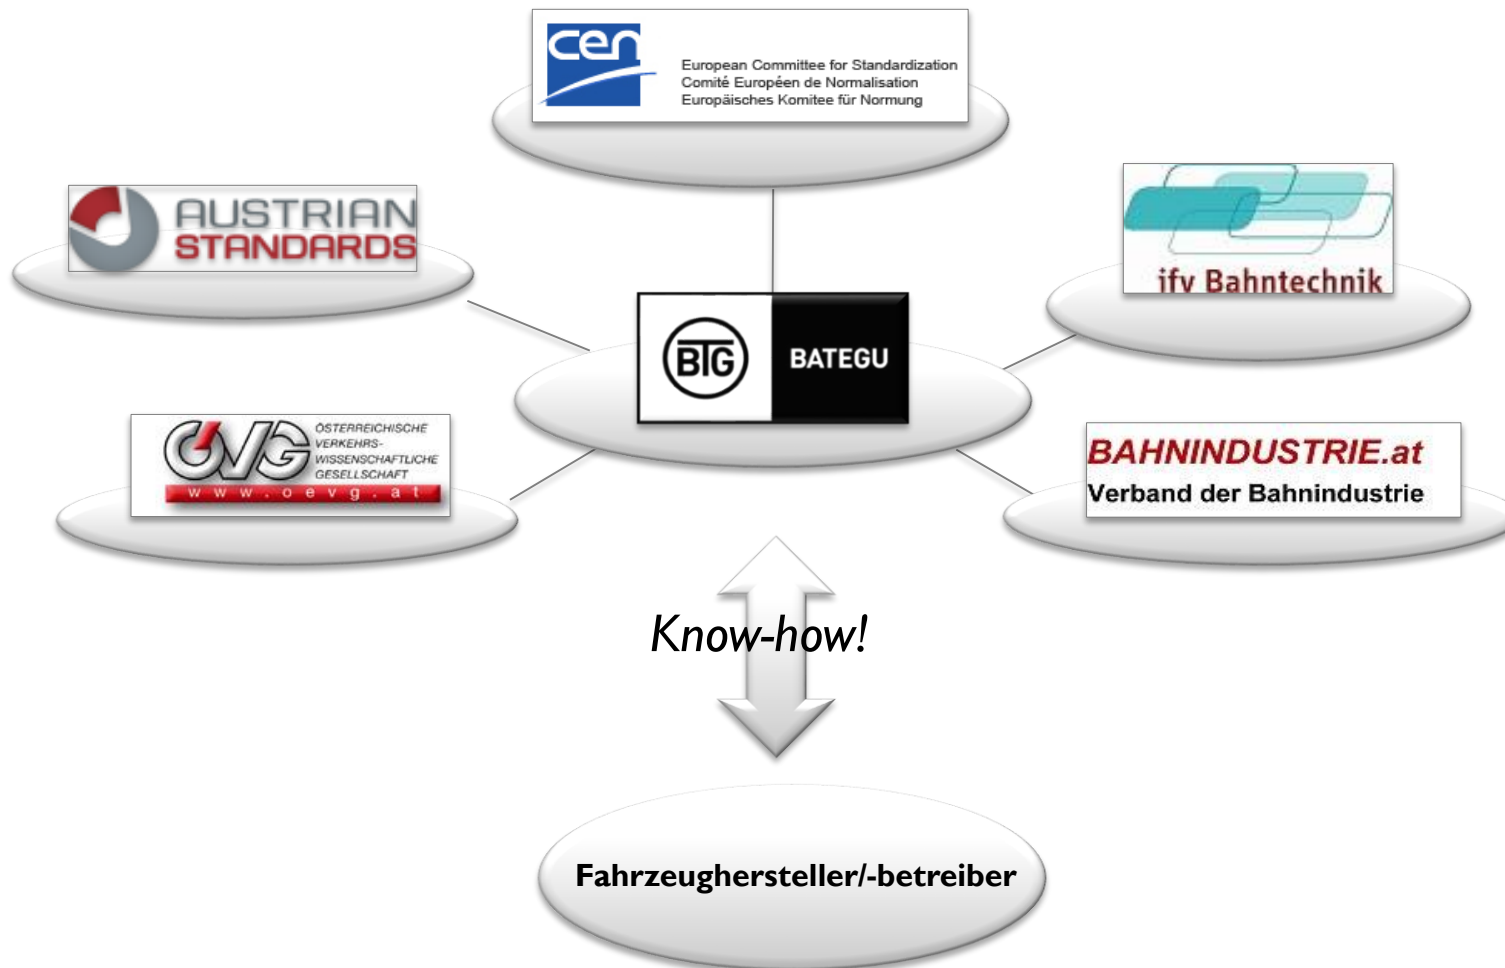 cen
European Committee for Standardization
Comité Européen de Normalisation
Europäisches Komitee für Normung
AUSTRIAN
STANDARDS
ifv Bahntechnik
BTG
BATEGU
ÖVG
ÖSTERREICHISCHE
VERKEHRS-
WISSENSCHAFTLICHE
GESELLSCHAFT
www.oevg.at
BAHNINDUSTRIE.at
Verband der Bahnindustrie
Know-how!
Fahrzeughersteller/-betreiber